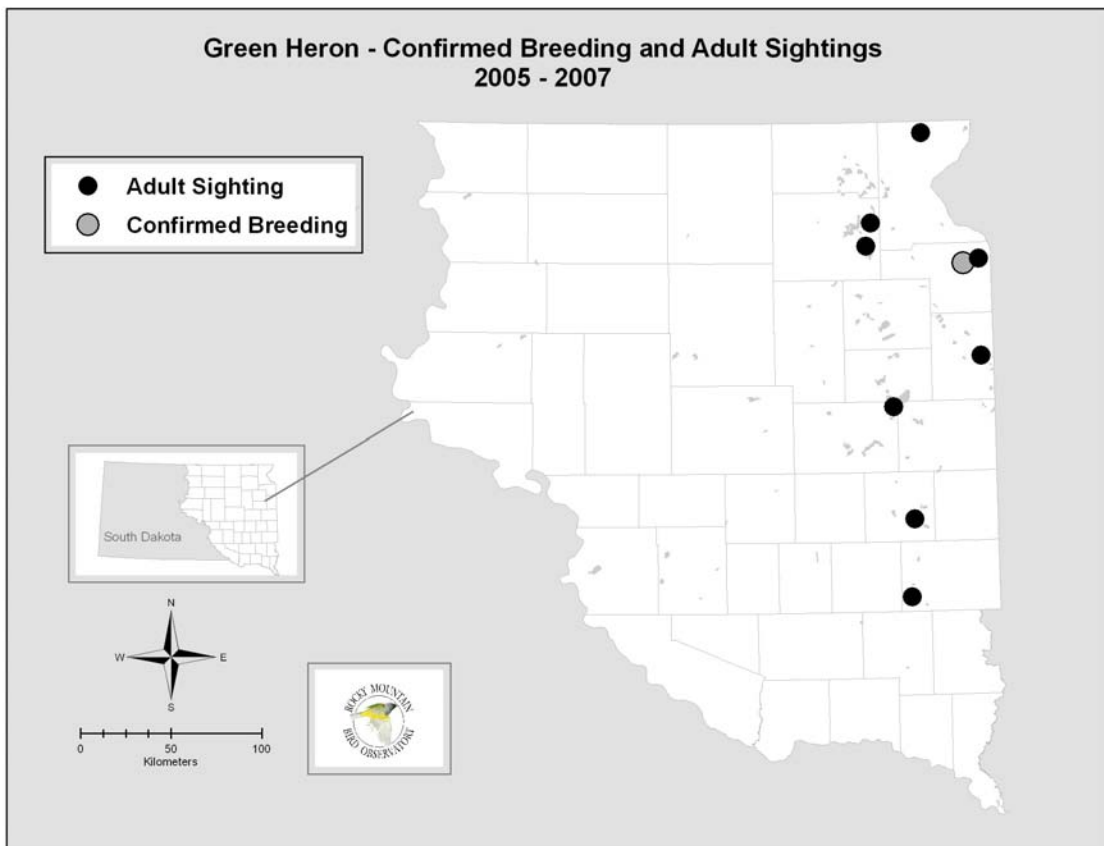 Green Heron - Confirmed Breeding and Adult Sightings
2005 - 2007
Adult Sighting
Confirmed Breeding
South Dakota
N
W
E
S
0
50
100
Kilometers
ROCKY MOUNTAIN
BIRD OBSERVATORY